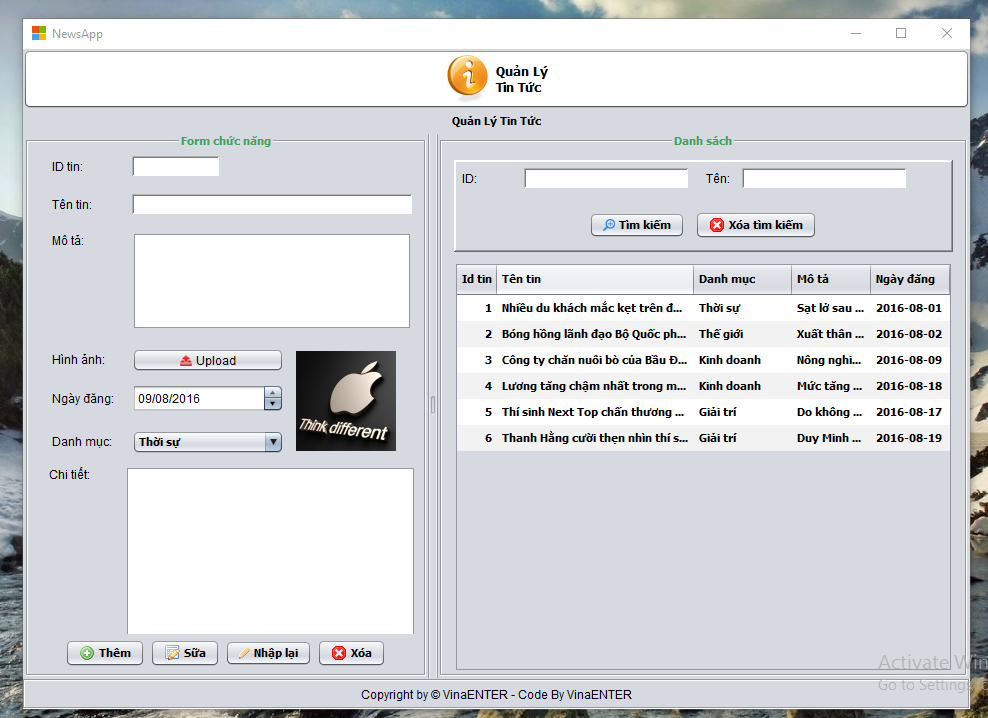 NewsApp
Quản Lý
Tin Tức
Quản Lý Tin Tức
Form chức năng
ID tin:
Tên tin:
Mô tả:
Hình ảnh:
Upload
Think different
Ngày đăng:
09/08/2016
Danh mục:
Thời sự
Chi tiết:
Thêm
Sửa
Nhập lại
Xóa
Danh sách
ID:
Tên:
Tìm kiếm
Xóa tìm kiếm
Id tin Tên tin Danh mục Mô tả Ngày đăng
1 Nhiều du khách mắc kẹt trên đ... Thời sự Sạt lở sau ... 2016-08-01
2 Bóng hồng lãnh đạo Bộ Quốc ph... Thế giới Xuất thân ... 2016-08-02
3 Công ty chăn nuôi bò của Bầu Đ... Kinh doanh Nông nghi... 2016-08-09
4 Lương tăng chậm nhất trong m... Kinh doanh Mức tăng ... 2016-08-18
5 Thí sinh Next Top chấn thương ... Giải trí Do không ... 2016-08-17
6 Thanh Hằng cười thẹn nhìn thí s... Giải trí Duy Minh ... 2016-08-19
Activate Win
Go to Settings
Copyright by © VinaENTER - Code By VinaENTER